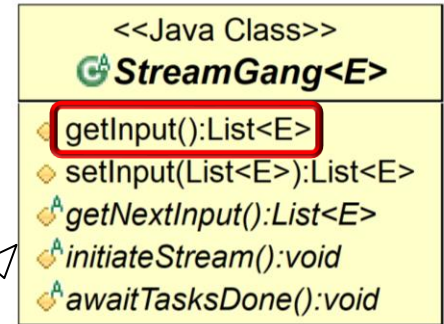 <<Java Class>>
StreamGang<E>
getInput():List<E>
setInput(List<E>):List<E>
getNextInput():List<E>
initiateStream():void
awaitTasksDone():void